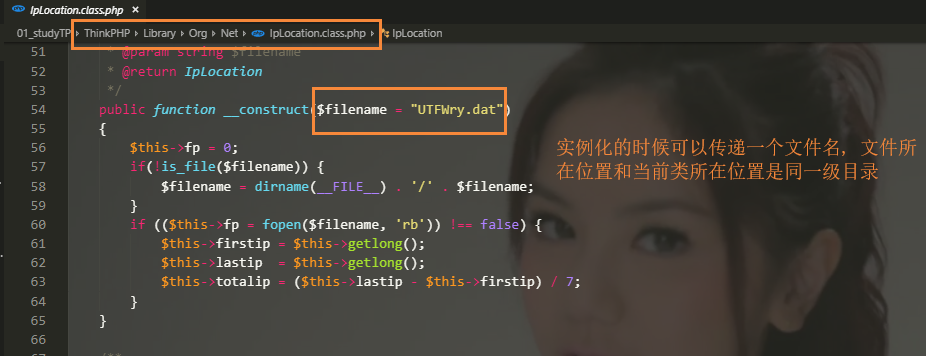 IpLocation.class.php ×
01_studyTP › ThinkPHP › Library › Org › Net › IpLocation.class.php › IpLocation
51 * @param string $filename
52 * @return IpLocation
53 */
54 public function __construct($filename = "UTFWry.dat")
55 {
56 $this->fp = 0;
57 if(!is_file($filename)) {
58 $filename = dirname(__FILE__) . '/' . $filename;
59 }
60 if (($this->fp = fopen($filename, 'rb')) !== false) {
61 $this->firstip = $this->getlong();
62 $this->lastip = $this->getlong();
63 $this->totalip = ($this->lastip - $this->firstip) / 7;
64 }
65 }
66
实例化的时候可以传递一个文件名, 文件所
在位置和当前类所在位置是同一级目录